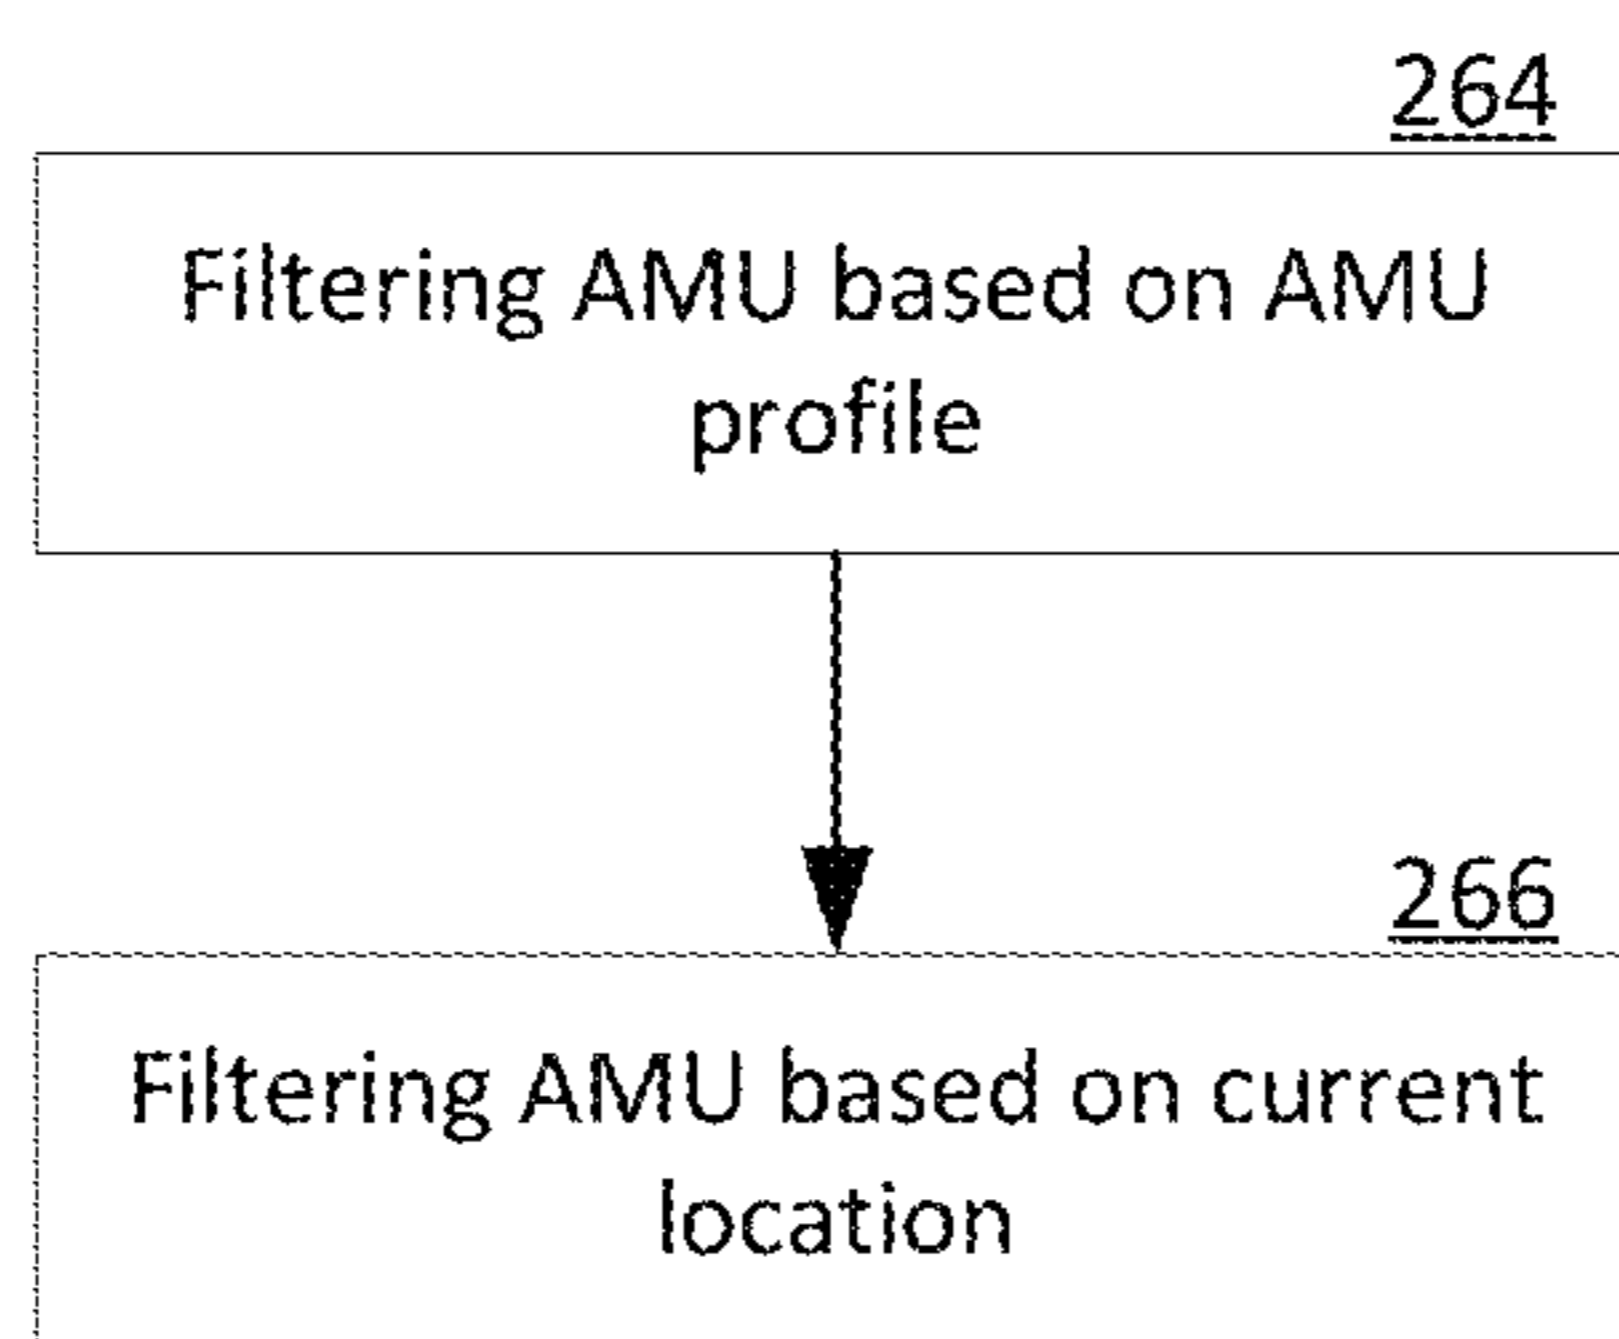 264
Filtering AMU based on AMU
profile
266
Filtering AMU based on current
location